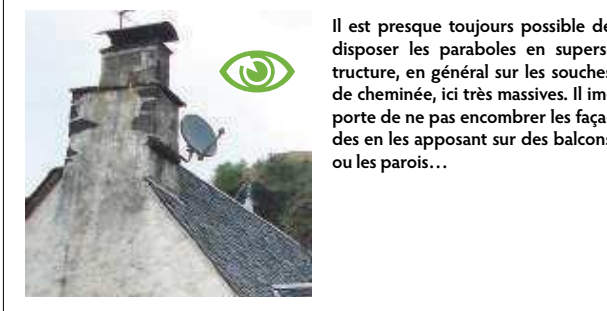 Il est presque toujours possible de
disposer les paraboles en supers-
tructure, en général sur les souches
de cheminée, ici très massives. Il im-
porte de ne pas encombrer les faça-
des en les apposant sur des balcons
ou les parois…